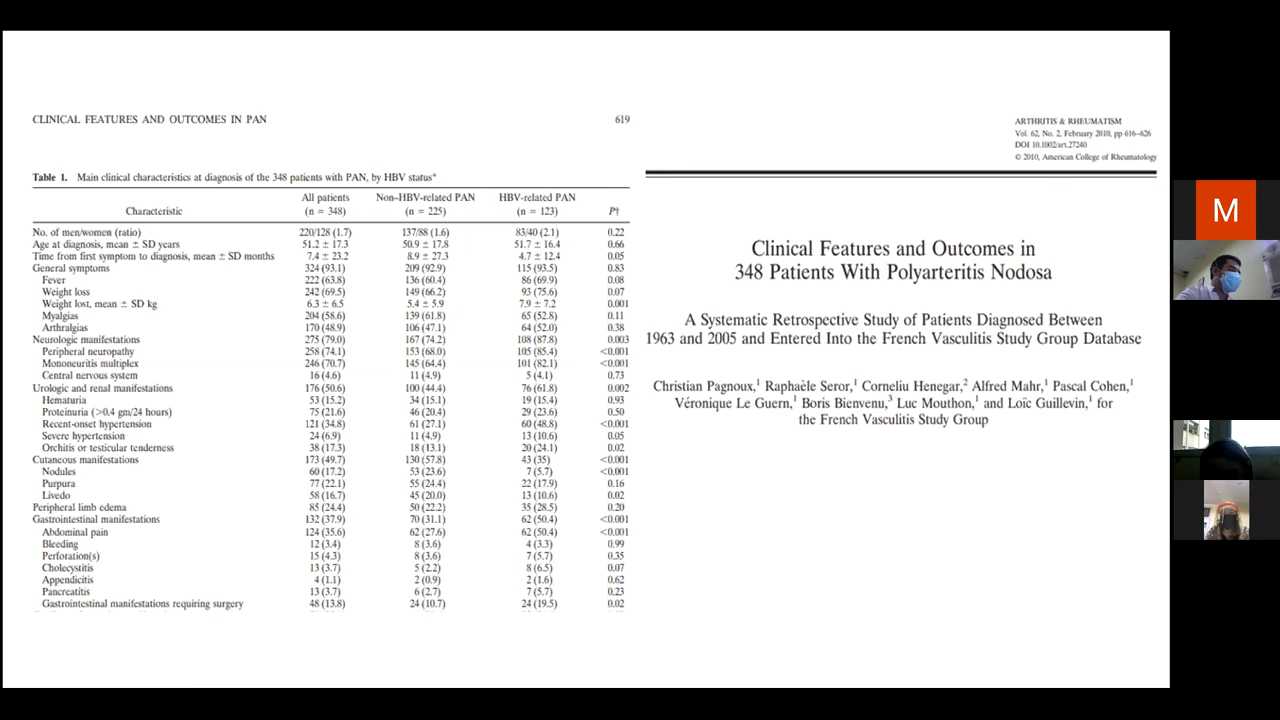 CLINICAL FEATURES AND OUTCOMES IN PAN 619
Table 1. Main clinical characteristics at diagnosis of the 348 patients with PAN, by HBV status*
Characteristic All patients (n = 348) Non–HBV-related PAN (n = 225) HBV-related PAN (n = 123) P†
No. of men/women (ratio) 220/128 (1.7) 137/88 (1.6) 83/40 (2.1) 0.22
Age at diagnosis, mean ± SD years 51.2 ± 17.3 50.9 ± 17.8 51.7 ± 16.4 0.66
Time from first symptom to diagnosis, mean ± SD months 7.4 ± 23.2 8.9 ± 27.3 4.7 ± 12.4 0.05
General symptoms 324 (93.1) 209 (92.9) 115 (93.5) 0.83
Fever 222 (63.8) 136 (60.4) 86 (69.9) 0.08
Weight loss 242 (69.5) 149 (66.2) 93 (75.6) 0.07
Weight lost, mean ± SD kg 6.3 ± 6.5 5.4 ± 5.9 7.9 ± 7.2 0.001
Myalgias 204 (58.6) 139 (61.8) 65 (52.8) 0.11
Arthralgias 170 (48.9) 106 (47.1) 64 (52.0) 0.38
Neurologic manifestations 275 (79.0) 167 (74.2) 108 (87.8) 0.003
Peripheral neuropathy 258 (74.1) 153 (68.0) 105 (85.4) <0.001
Mononeuritis multiplex 246 (70.7) 145 (64.4) 101 (82.1) <0.001
Central nervous system 16 (4.6) 11 (4.9) 5 (4.1) 0.73
Urologic and renal manifestations 176 (50.6) 100 (44.4) 76 (61.8) 0.002
Hematuria 53 (15.2) 34 (15.1) 19 (15.4) 0.93
Proteinuria (>0.4 gm/24 hours) 75 (21.6) 46 (20.4) 29 (23.6) 0.50
Recent-onset hypertension 121 (34.8) 61 (27.1) 60 (48.8) <0.001
Severe hypertension 24 (6.9) 11 (4.9) 13 (10.6) 0.05
Orchitis or testicular tenderness 38 (17.3) 18 (13.1) 20 (24.1) 0.02
Cutaneous manifestations 173 (49.7) 130 (57.8) 43 (35) <0.001
Nodules 60 (17.2) 53 (23.6) 7 (5.7) <0.001
Purpura 77 (22.1) 55 (24.4) 22 (17.9) 0.16
Livedo 58 (16.7) 45 (20.0) 13 (10.6) 0.02
Peripheral limb edema 85 (24.4) 50 (22.2) 35 (28.5) 0.20
Gastrointestinal manifestations 132 (37.9) 70 (31.1) 62 (50.4) <0.001
Abdominal pain 124 (35.6) 62 (27.6) 62 (50.4) <0.001
Bleeding 12 (3.4) 8 (3.6) 4 (3.3) 0.99
Perforation(s) 15 (4.3) 8 (3.6) 7 (5.7) 0.35
Cholecystitis 13 (3.7) 5 (2.2) 8 (6.5) 0.07
Appendicitis 4 (1.1) 2 (0.9) 2 (1.6) 0.62
Pancreatitis 13 (3.7) 6 (2.7) 7 (5.7) 0.23
Gastrointestinal manifestations requiring surgery 48 (13.8) 24 (10.7) 24 (19.5) 0.02
ARTHRITIS & RHEUMATISM
Vol. 62, No. 2, February 2010, pp 616–626
DOI 10.1002/art.27240
© 2010, American College of Rheumatology
Clinical Features and Outcomes in
348 Patients With Polyarteritis Nodosa
A Systematic Retrospective Study of Patients Diagnosed Between
1963 and 2005 and Entered Into the French Vasculitis Study Group Database
Christian Pagnoux,1 Raphaèle Seror,1 Corneliu Henegar,2 Alfred Mahr,1 Pascal Cohen,1
Véronique Le Guern,1 Boris Bienvenu,3 Luc Mouthon,1 and Loïc Guillevin,1 for
the French Vasculitis Study Group
M